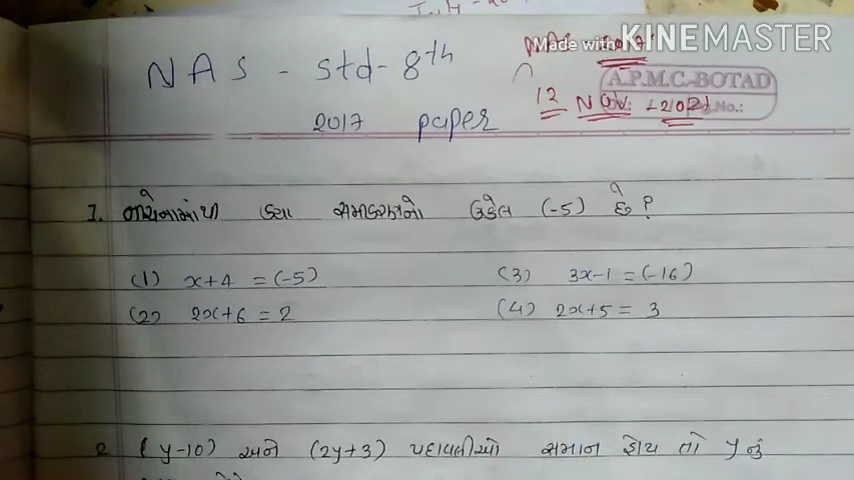 NAS - std- 8th
Made with KINEMASTER
A.P.M.C.-BOTAD
12 Nov. -2021
2017 paper
1. નીચેનામાંથી કયા સમીકરણનો ઉકેલ (-5) છે?
(1) x+4 = (-5)
(3) 3x-1 = (-16)
(2) 2x+6 = 2
(4) 2x+5 = 3
(y-10) અને (2y+3) પદાવલીઓ સમાન હોય તો y નું